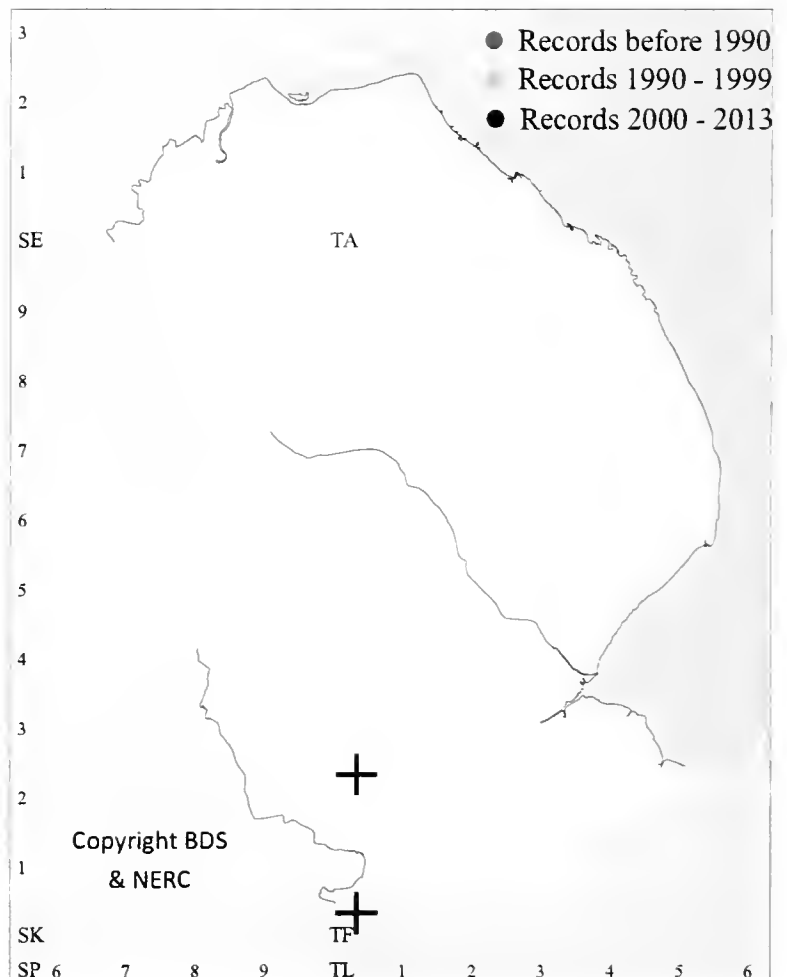 3
Records before 1990
Records 1990 - 1999
2
Records 2000 - 2013
1
SE TA
9
8
7
6
5
4
3
2
Copyright BDS
1
& NERC
SK TF
SP 6 7 8 9 TL 1 2 3 4 5 6